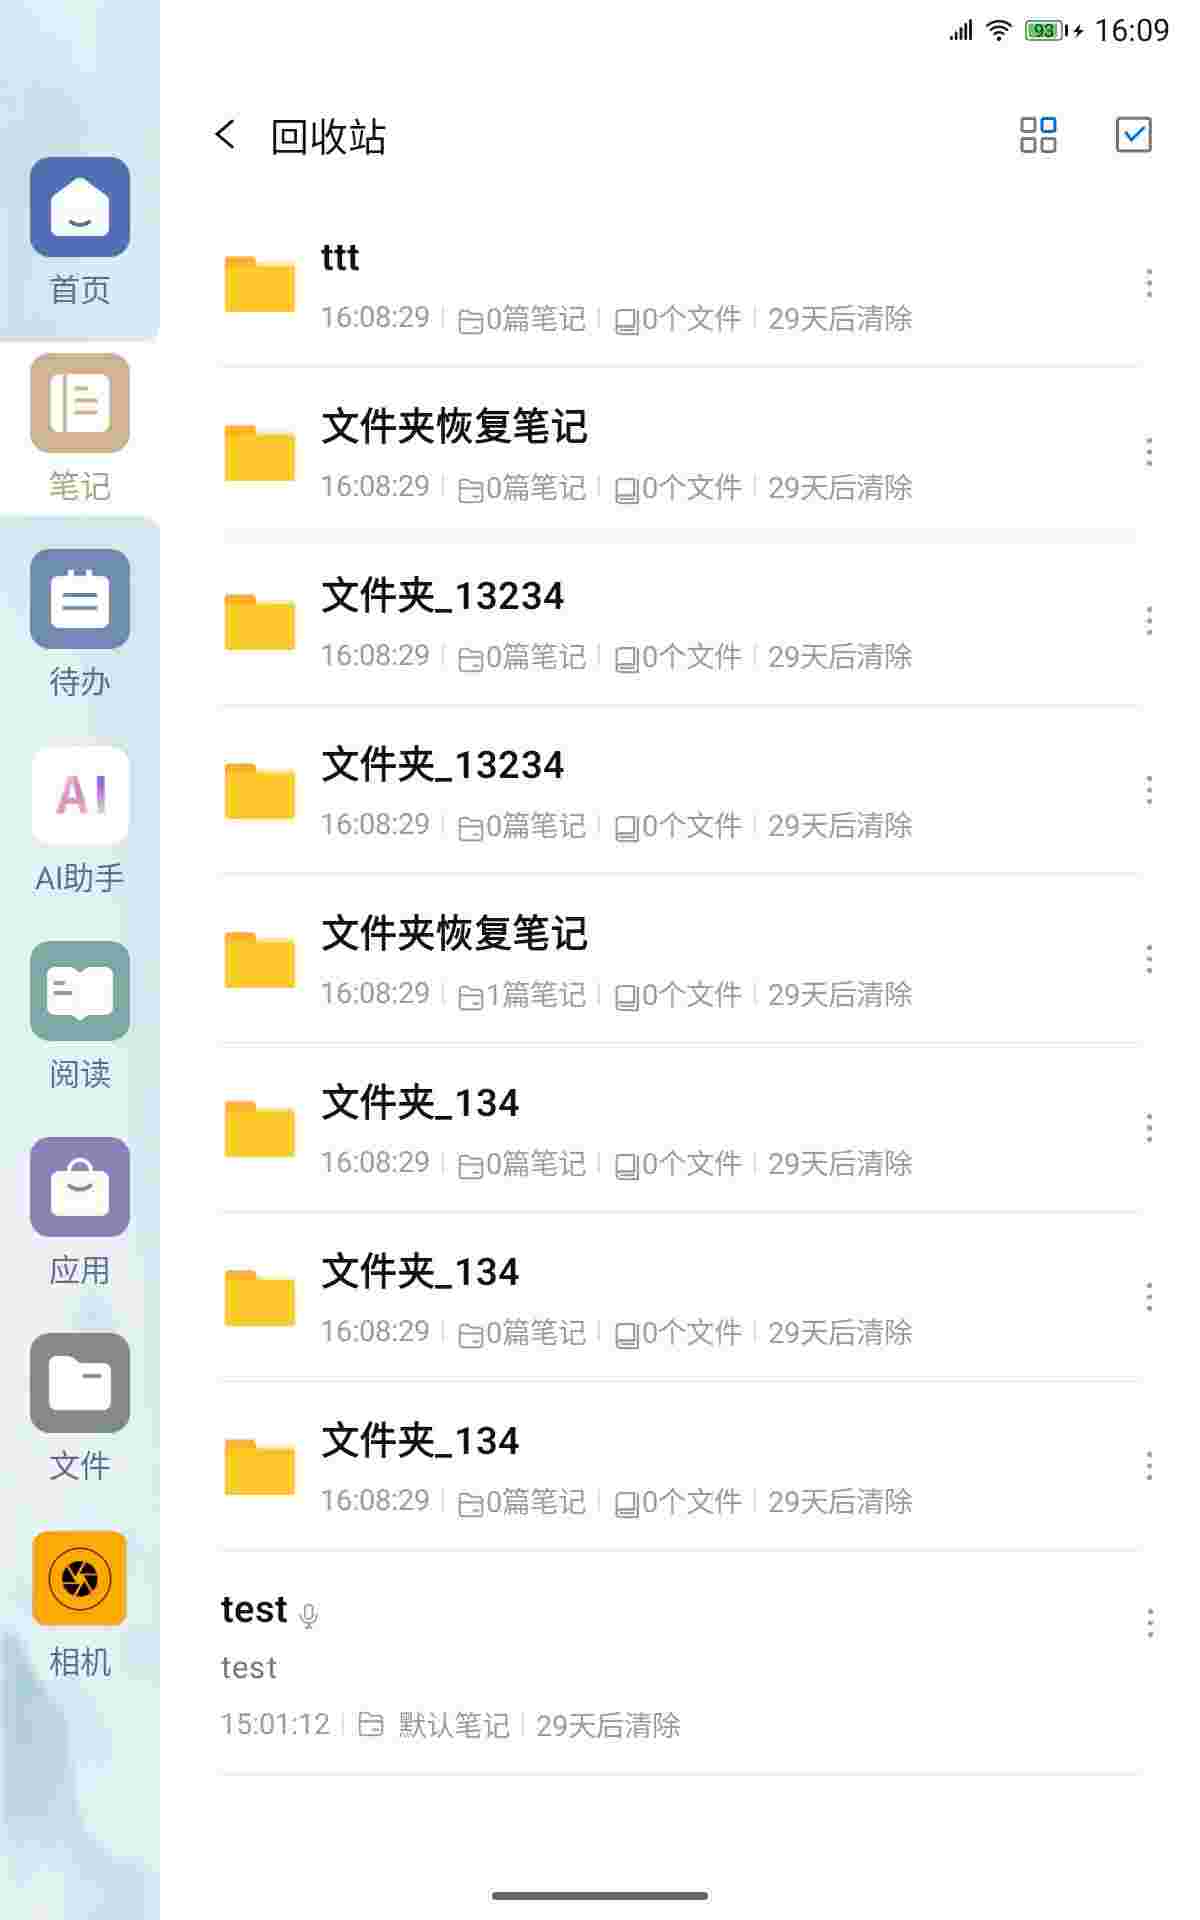 93 16:09
回收站
首页
笔记
待办
AI
AI助手
阅读
应用
文件
相机
ttt
16:08:29 0篇笔记 0个文件 29天后清除
文件夹恢复笔记
16:08:29 0篇笔记 0个文件 29天后清除
文件夹_13234
16:08:29 0篇笔记 0个文件 29天后清除
文件夹_13234
16:08:29 0篇笔记 0个文件 29天后清除
文件夹恢复笔记
16:08:29 1篇笔记 0个文件 29天后清除
文件夹_134
16:08:29 0篇笔记 0个文件 29天后清除
文件夹_134
16:08:29 0篇笔记 0个文件 29天后清除
文件夹_134
16:08:29 0篇笔记 0个文件 29天后清除
test
test
15:01:12 默认笔记 29天后清除